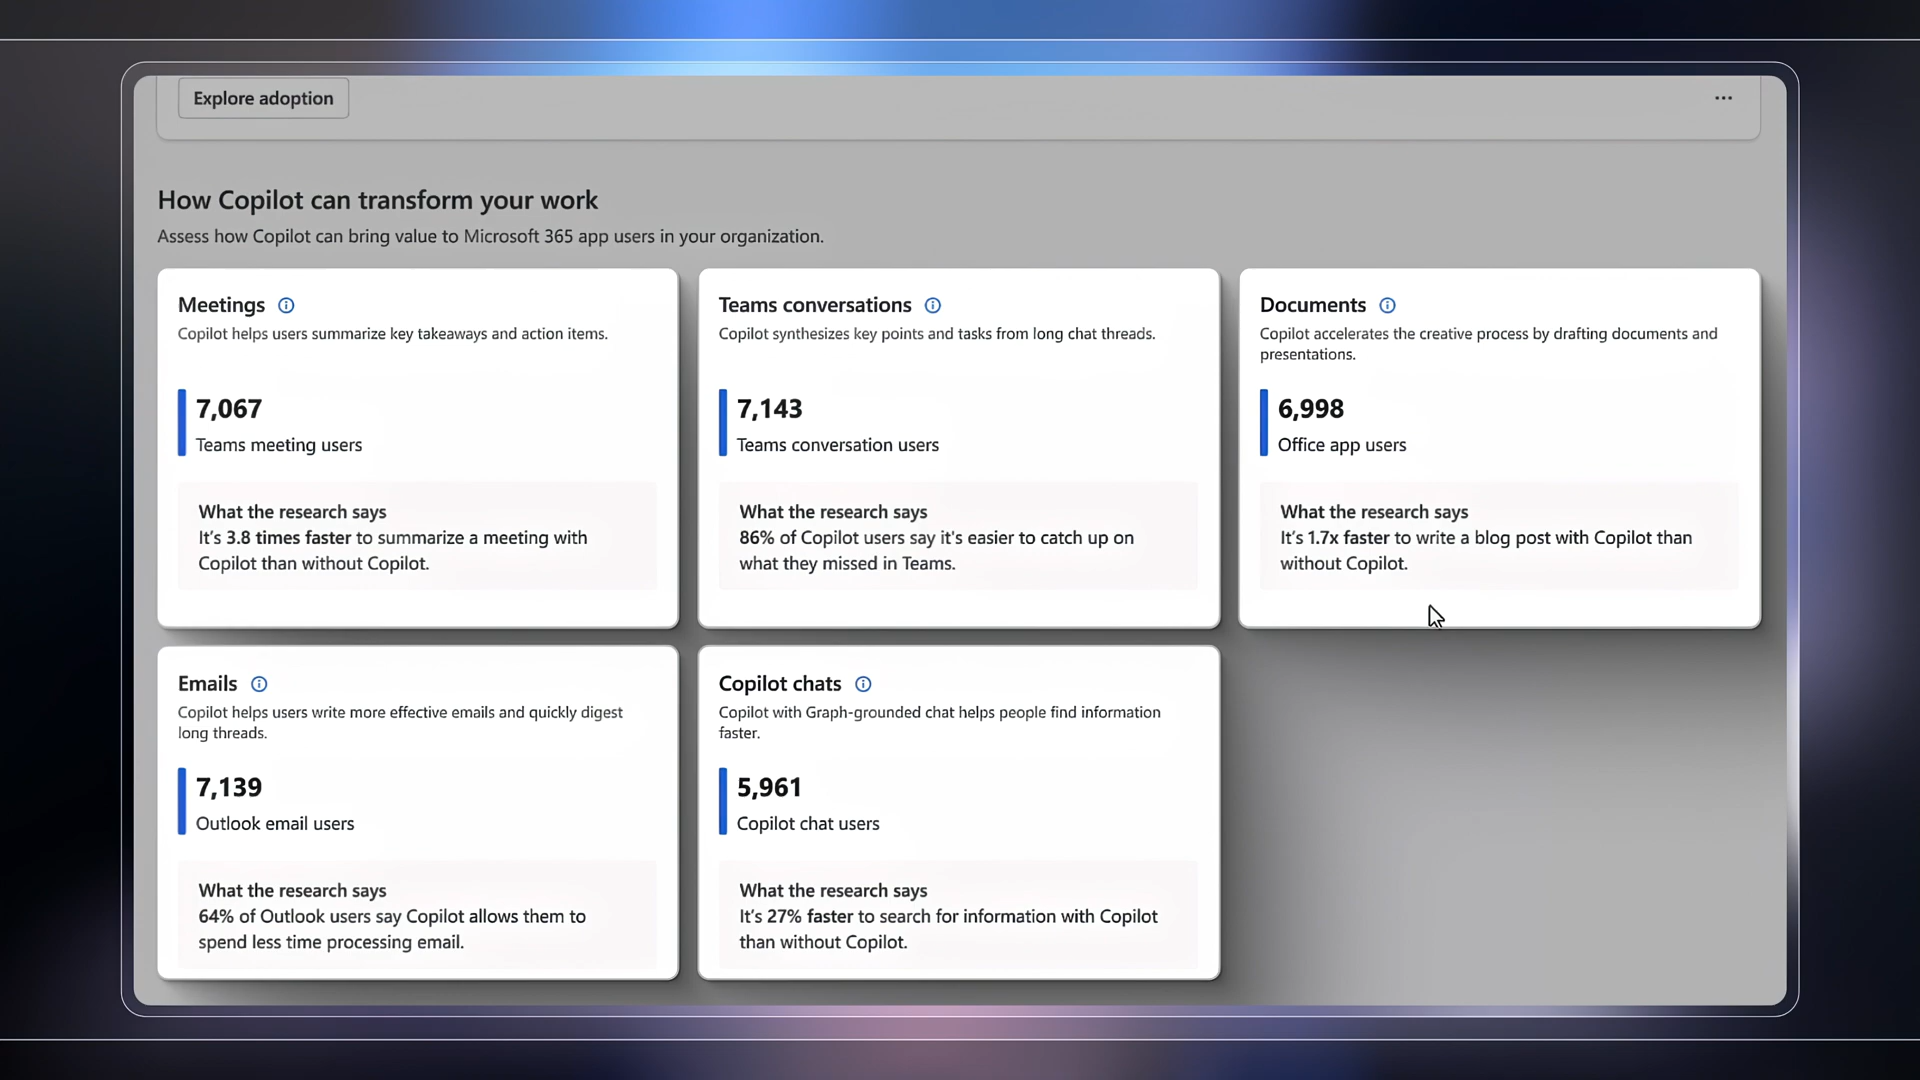 Explore adoption
How Copilot can transform your work
Assess how Copilot can bring value to Microsoft 365 app users in your organization.
Meetings
Copilot helps users summarize key takeaways and action items.
7,067
Teams meeting users
What the research says
It's 3.8 times faster to summarize a meeting with
Copilot than without Copilot.
Teams conversations
Copilot synthesizes key points and tasks from long chat threads.
7,143
Teams conversation users
What the research says
86% of Copilot users say it's easier to catch up on
what they missed in Teams.
Documents
Copilot accelerates the creative process by drafting documents and
presentations.
6,998
Office app users
What the research says
It's 1.7x faster to write a blog post with Copilot than
without Copilot.
Emails
Copilot helps users write more effective emails and quickly digest
long threads.
7,139
Outlook email users
What the research says
64% of Outlook users say Copilot allows them to
spend less time processing email.
Copilot chats
Copilot with Graph-grounded chat helps people find information
faster.
5,961
Copilot chat users
What the research says
It's 27% faster to search for information with Copilot
than without Copilot.